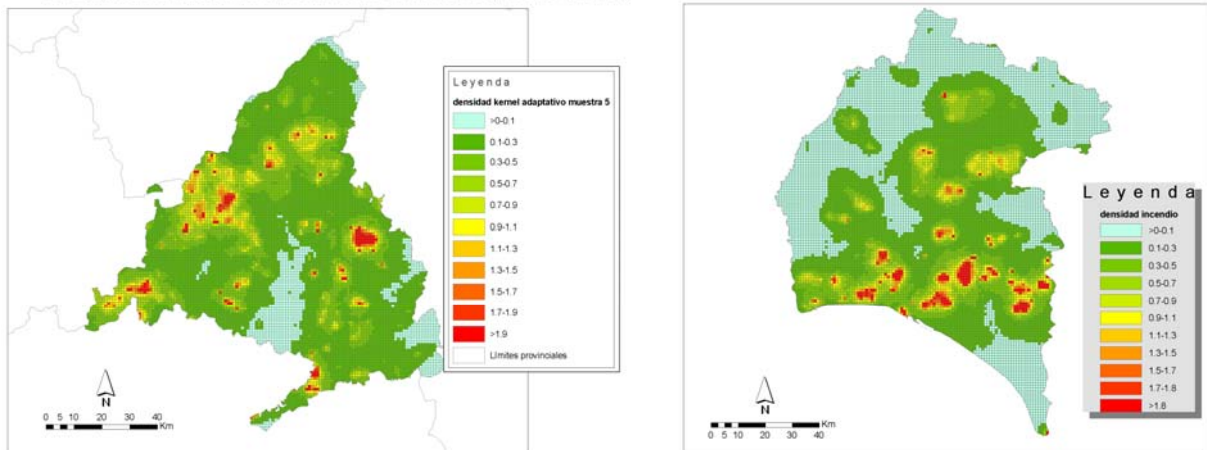 Leyenda
densidad kernel adaptativo muestra 5
>0-0.1
0.1-0.3
0.3-0.5
0.5-0.7
0.7-0.9
0.9-1.1
1.1-1.3
1.3-1.5
1.5-1.7
1.7-1.9
>1.9
Límites provinciales
N
0 5 10 20 30 40
Km
Leyenda
densidad incendio
>0-0.1
0.1-0.3
0.3-0.5
0.5-0.7
0.7-0.9
0.9-1.1
1.1-1.3
1.3-1.5
1.5-1.7
1.7-1.8
>1.8
N
0 5 10 20 30 40
Km